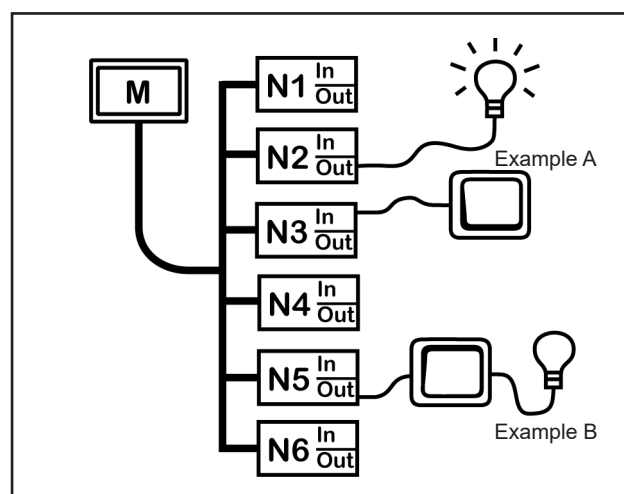 M
N1 In
Out
N2 In
Out
Example A
N3 In
Out
N4 In
Out
N5 In
Out
Example B
N6 In
Out